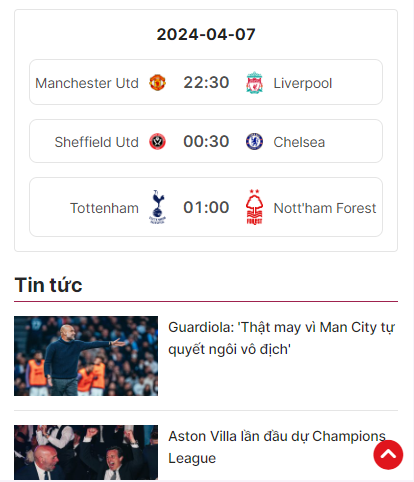 2024-04-07
Manchester Utd 22:30 Liverpool
Sheffield Utd 00:30 Chelsea
Tottenham 01:00 Nott'ham Forest
Tin tức
Guardiola: 'Thật may vì Man City tự
quyết ngôi vô địch'
Aston Villa lần đầu dự Champions
League